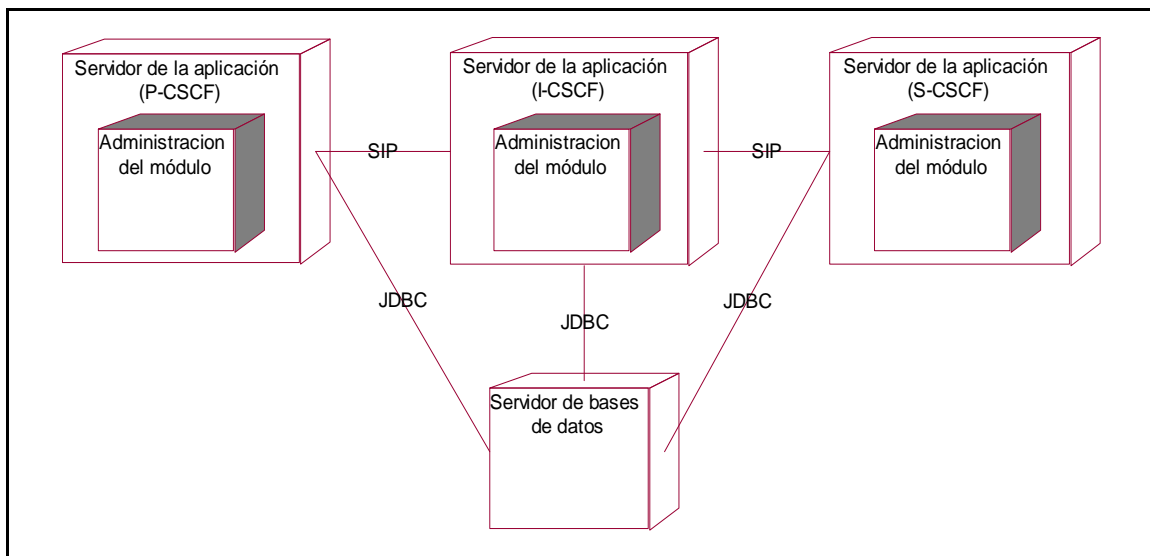 Servidor de la aplicación
(P-CSCF)
Administracion
del módulo
SIP
Servidor de la aplicación
(I-CSCF)
Administracion
del módulo
SIP
Servidor de la aplicación
(S-CSCF)
Administracion
del módulo
JDBC
JDBC
JDBC
Servidor de bases
de datos